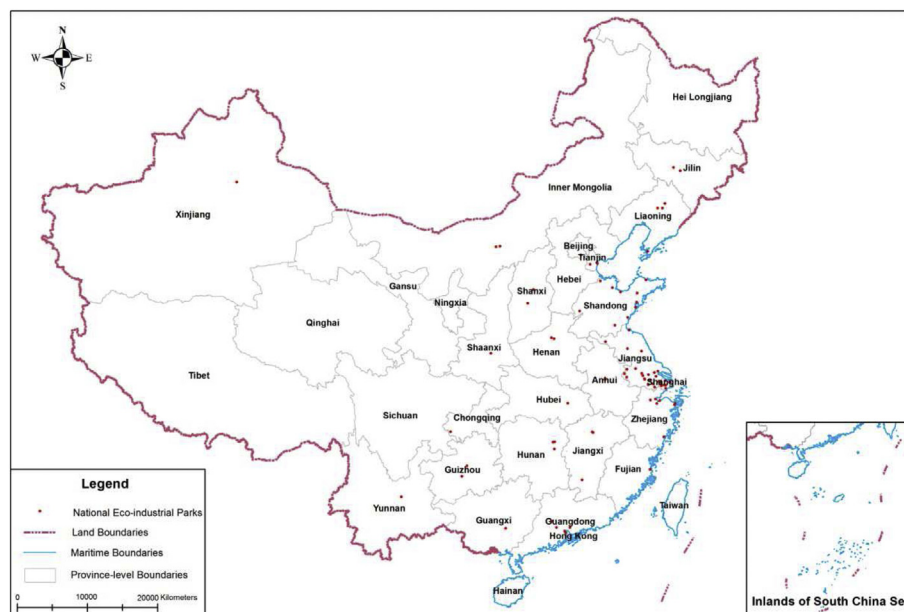 N
W E
S
Hei Longjiang
Jilin
Inner Mongolia
Liaoning
Xinjiang
Beijing
Tianjin
Hebei
Gansu
Shanxi
Ningxia
Shandong
Qinghai
Shaanxi
Henan
Jiangsu
Tibet
Anhui
Shanghai
Hubei
Sichuan
Chongqing
Zhejiang
Hunan
Jiangxi
Guizhou
Fujian
Yunnan
Taiwan
Guangxi
Guangdong
Hong Kong
Hainan
Legend
National Eco-industrial Parks
Land Boundaries
Maritime Boundaries
Province-level Boundaries
0 10000 20000 Kilometers
Inlands of South China Se